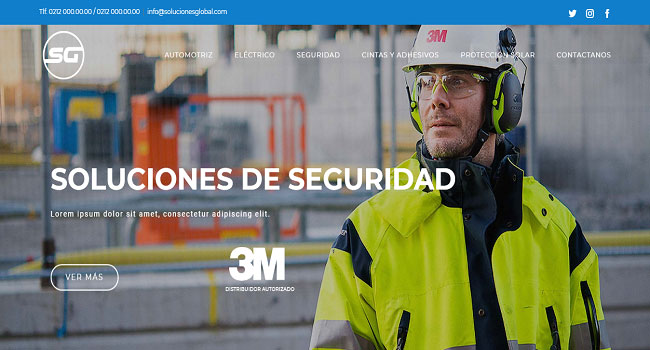 Tlf: 0212 000.00.00 / 0212 000.00.00 info@solucionesglobal.com
SG
3M
AUTOMOTRIZ ELÉCTRICO SEGURIDAD CINTAS Y ADHESIVOS PROTECCIÓN SOLAR CONTACTANOS
SOLUCIONES DE SEGURIDAD
Lorem ipsum dolor sit amet, consectetur adipiscing elit.
3M
DISTRIBUIDOR AUTORIZADO
VER MÁS